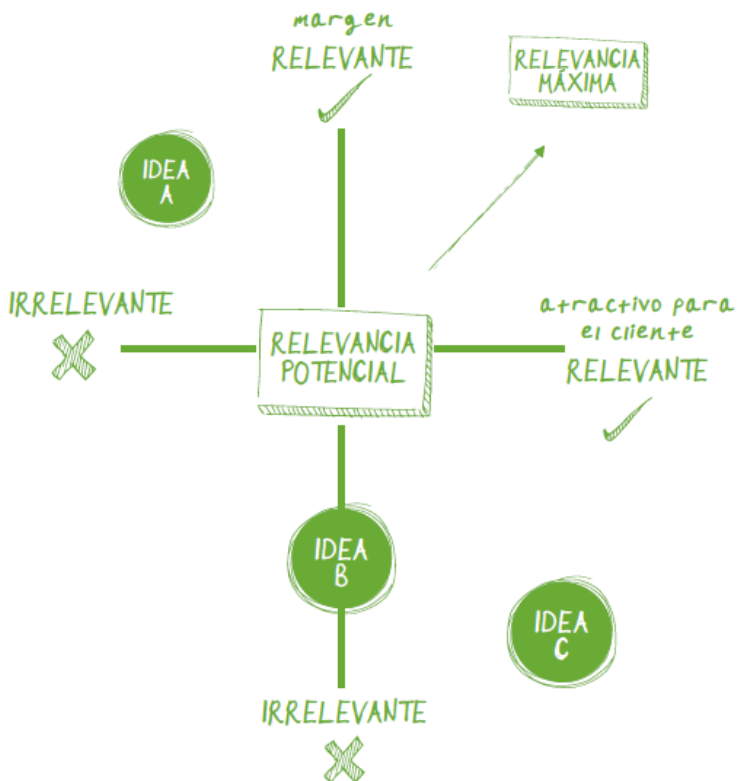 margen
RELEVANTE
RELEVANCIA
MÁXIMA
IDEA
A
IRRELEVANTE
RELEVANCIA
POTENCIAL
atractivo para
el cliente
RELEVANTE
IDEA
B
IDEA
C
IRRELEVANTE